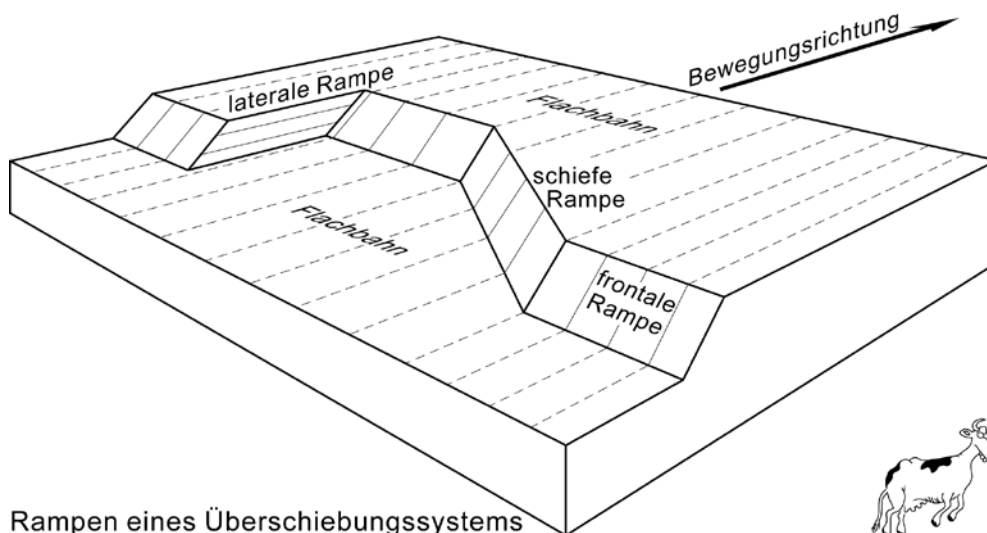 Bewegungsrichtung
laterale Rampe
Flachbahn
schiefe
Rampe
Flachbahn
frontale
Rampe
Rampen eines Überschiebungssystems